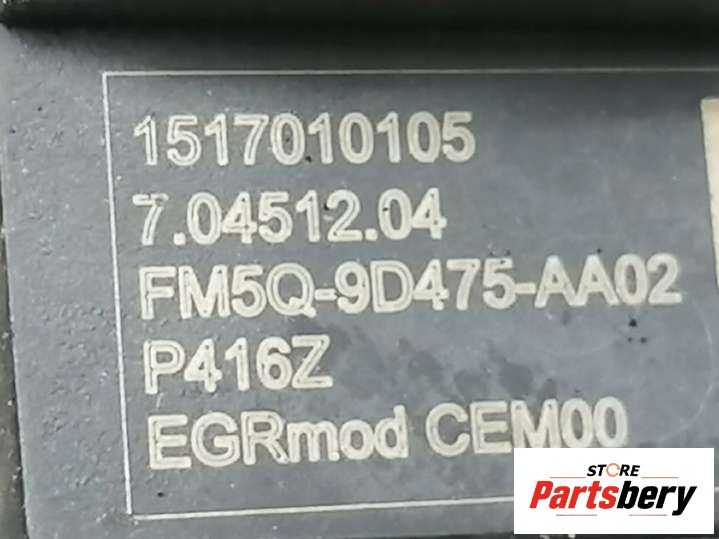 1517010105
7.04512.04
FM5Q-9D475-AA02
P416Z
EGRmod CEM00
STORE
Partsbery